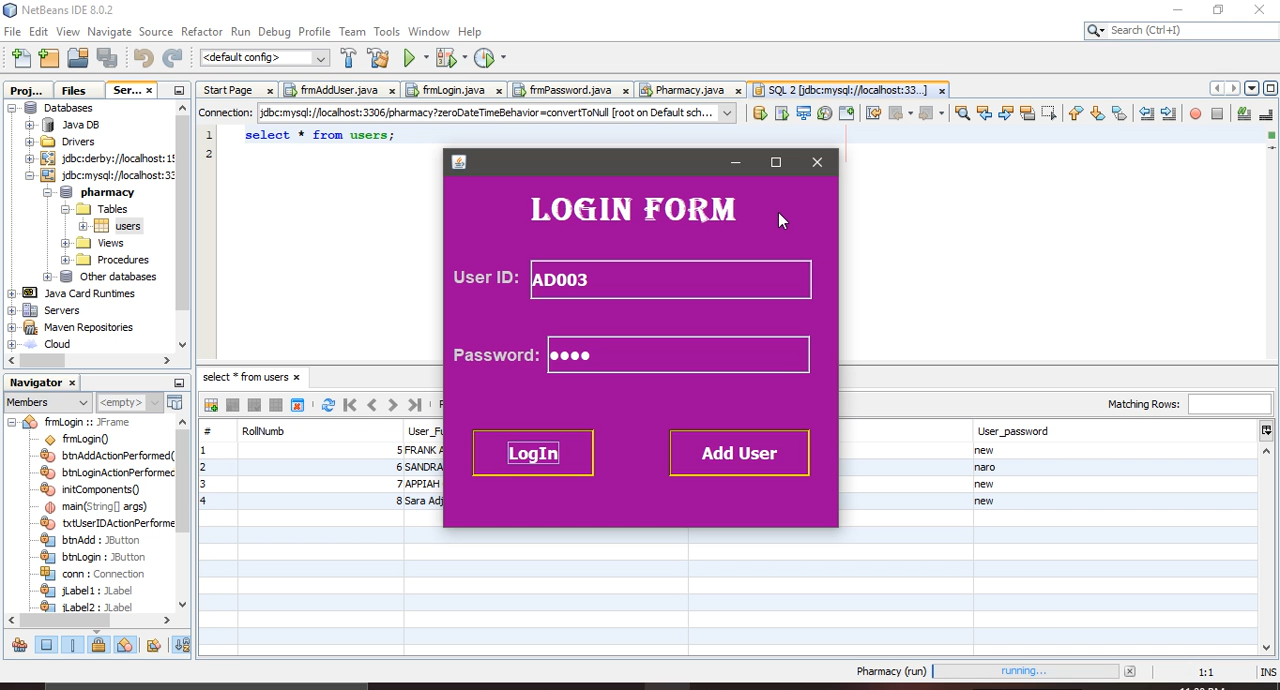 NetBeans IDE 8.0.2
File Edit View Navigate Source Refactor Run Debug Profile Team Tools Window Help
Search (Ctrl+I)
<default config>
Proj... Files Ser...
Start Page frmAddUser.java frmLogin.java frmPassword.java Pharmacy.java SQL 2 [jdbc:mysql://localhost:33...]
Connection: jdbc:mysql://localhost:3306/pharmacy?zeroDateTimeBehavior=convertToNull [root on Default sch...
Databases
Java DB
Drivers
jdbc:derby://localhost:15
jdbc:mysql://localhost:33
pharmacy
Tables
users
Views
Procedures
Other databases
Java Card Runtimes
Servers
Maven Repositories
Cloud
1 select * from users;
2
LOGIN FORM
User ID: AD003
Password: ●●●●
LogIn Add User
Navigator
Members <empty>
frmLogin :: JFrame
frmLogin()
btnAddActionPerformed(
btnLoginActionPerformed
initComponents()
main(String[] args)
txtUserIDActionPerforme
btnAdd : JButton
btnLogin : JButton
conn : Connection
jLabel1 : JLabel
jLabel2 : JLabel
select * from users
Matching Rows:
# RollNumb User_Fu User_password
1 5 FRANK A new
2 6 SANDRA naro
3 7 APPIAH new
4 8 Sara Adj new
Pharmacy (run) running... 1:1 INS